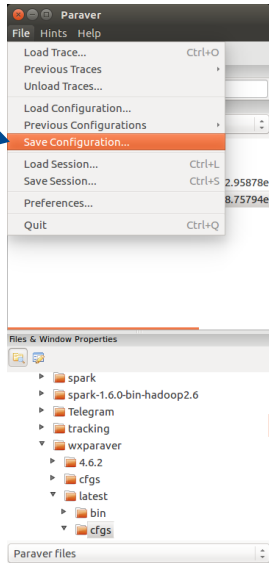 Paraver
File Hints Help
Load Trace... Ctrl+O
Previous Traces
Unload Traces...
Load Configuration...
Previous Configurations
Save Configuration...
Load Session... Ctrl+L
Save Session... Ctrl+S
2.95878e
Preferences...
8.75794e
Quit Ctrl+Q
Files & Window Properties
spark
spark-1.6.0-bin-hadoop2.6
Telegram
tracking
wxparaver
4.6.2
cfgs
latest
bin
cfgs
Paraver files